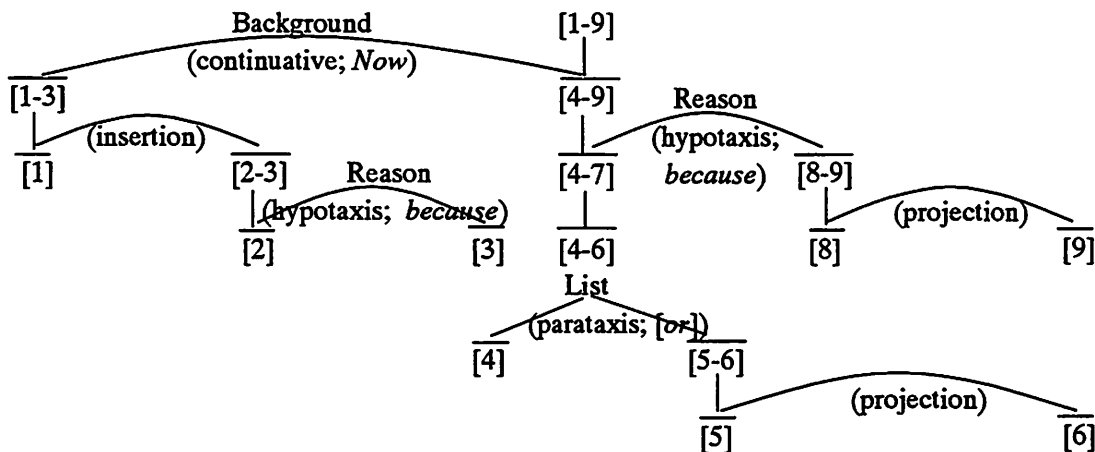 Background [1-9]
(continuative; Now)
[1-3] [4-9] Reason
(insertion) (hypotaxis;
[1] [2-3] Reason [4-7] because) [8-9]
(hypotaxis; because) (projection)
[2] [3] [4-6] [8] [9]
List
(parataxis; [or])
[4] [5-6]
(projection)
[5] [6]